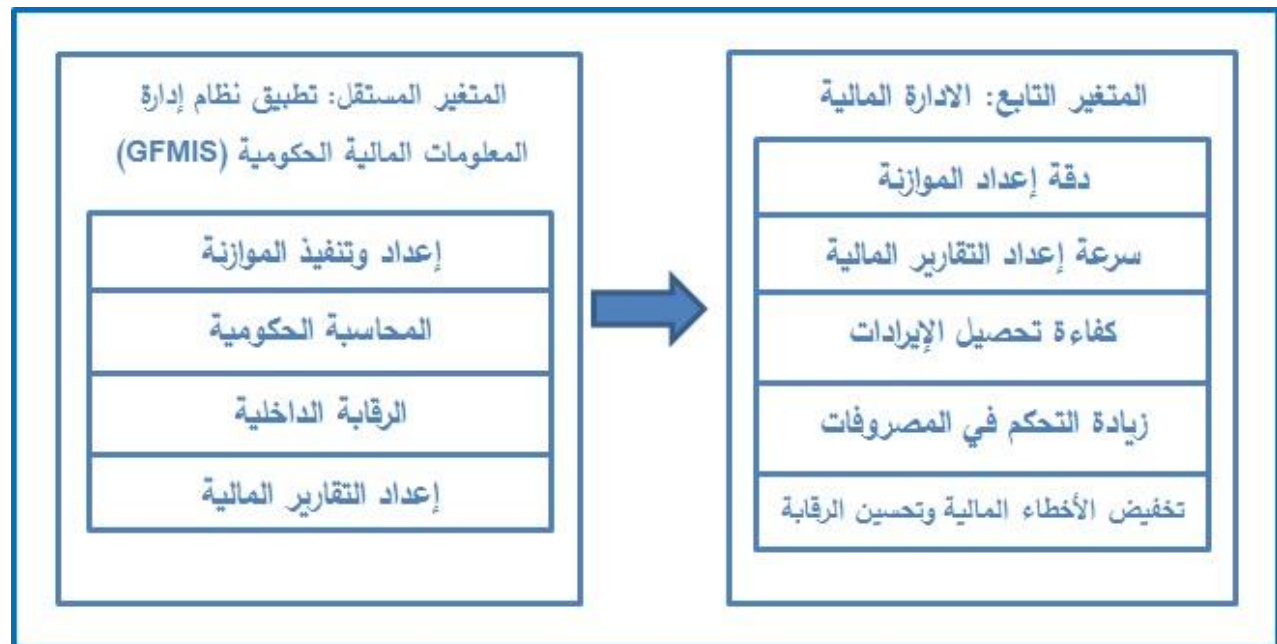 المتغير المستقل: تطبيق نظام إدارة
المعلومات المالية الحكومية (GFMIS)
إعداد وتنفيذ الموازنة
المحاسبة الحكومية
الرقابة الداخلية
إعداد التقارير المالية
المتغير التابع: الادارة المالية
دقة إعداد الموازنة
سرعة إعداد التقارير المالية
كفاءة تحصيل الإيرادات
زيادة التحكم في المصروفات
تخفيض الأخطاء المالية وتحسين الرقابة